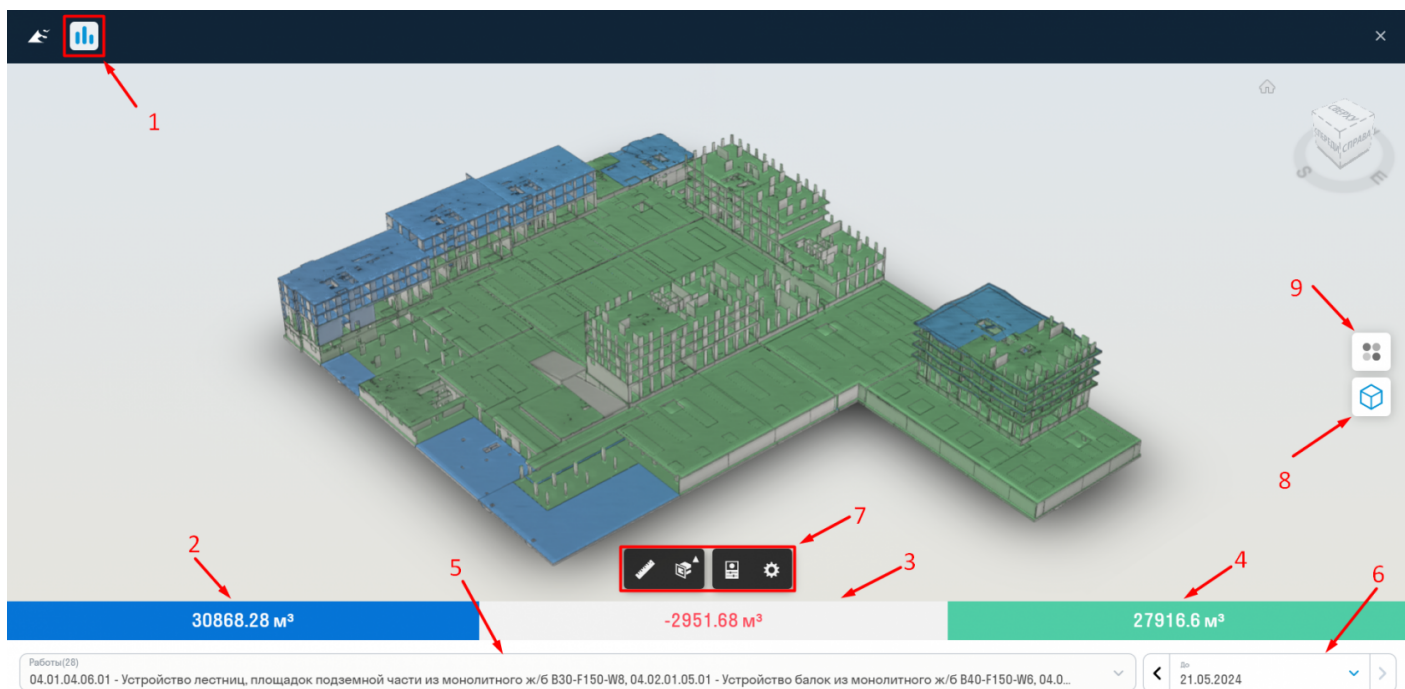 1
СВЕРХУ
СПЕРЕДИ
СПРАВА
S
E
9
8
7
2
5
3
4
6
30868.28 м³
-2951.68 м³
27916.6 м³
Работы(28)
04.01.04.06.01 - Устройство лестниц, площадок подземной части из монолитного ж/б В30-F150-W8, 04.02.01.05.01 - Устройство балок из монолитного ж/б В40-F150-W6, 04.0...
До
21.05.2024